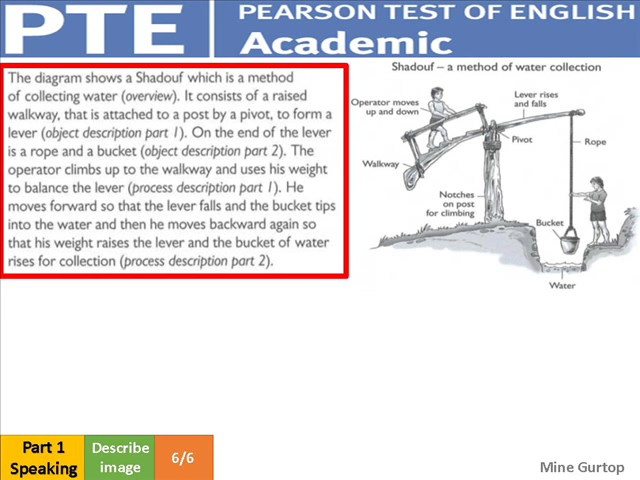 PTE
PEARSON TEST OF ENGLISH
Academic
The diagram shows a Shadouf which is a method
of collecting water (overview). It consists of a raised
walkway, that is attached to a post by a pivot, to form a
lever (object description part 1). On the end of the lever
is a rope and a bucket (object description part 2). The
operator climbs up to the walkway and uses his weight
to balance the lever (process description part 1). He
moves forward so that the lever falls and the bucket tips
into the water and then he moves backward again so
that his weight raises the lever and the bucket of water
rises for collection (process description part 2).
Shadouf – a method of water collection
Operator moves
up and down
Lever rises
and falls
Pivot
Rope
Walkway
Notches
on post
for climbing
Bucket
Water
Part 1
Speaking
Describe
image
6/6
Mine Gurtop